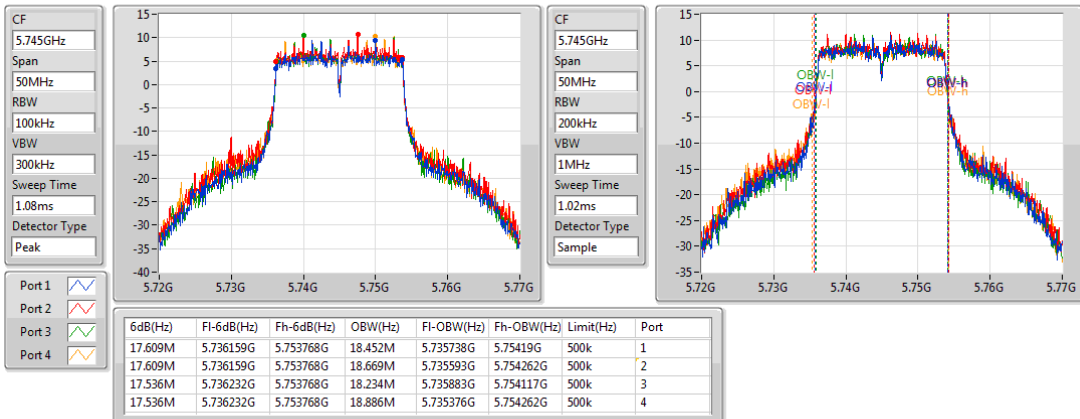 CF
5.745GHz
Span
50MHz
RBW
100kHz
VBW
300kHz
Sweep Time
1.08ms
Detector Type
Peak
15
10
5
0
-5
-10
-15
-20
-25
-30
-35
-40
5.72G 5.73G 5.74G 5.75G 5.76G 5.77G
CF
5.745GHz
Span
50MHz
RBW
200kHz
VBW
1MHz
Sweep Time
1.02ms
Detector Type
Sample
15
10
5
0
-5
-10
-15
-20
-25
-30
-35
OBW-l
OBW-l
OBW-l
OBW-h
OBW-h
5.72G 5.73G 5.74G 5.75G 5.76G 5.77G
Port 1
Port 2
Port 3
Port 4
6dB(Hz) Fl-6dB(Hz) Fh-6dB(Hz) OBW(Hz) Fl-OBW(Hz) Fh-OBW(Hz) Limit(Hz) Port
17.609M 5.736159G 5.753768G 18.452M 5.735738G 5.75419G 500k 1
17.609M 5.736159G 5.753768G 18.669M 5.735593G 5.754262G 500k 2
17.536M 5.736232G 5.753768G 18.234M 5.735883G 5.754117G 500k 3
17.536M 5.736232G 5.753768G 18.886M 5.735376G 5.754262G 500k 4